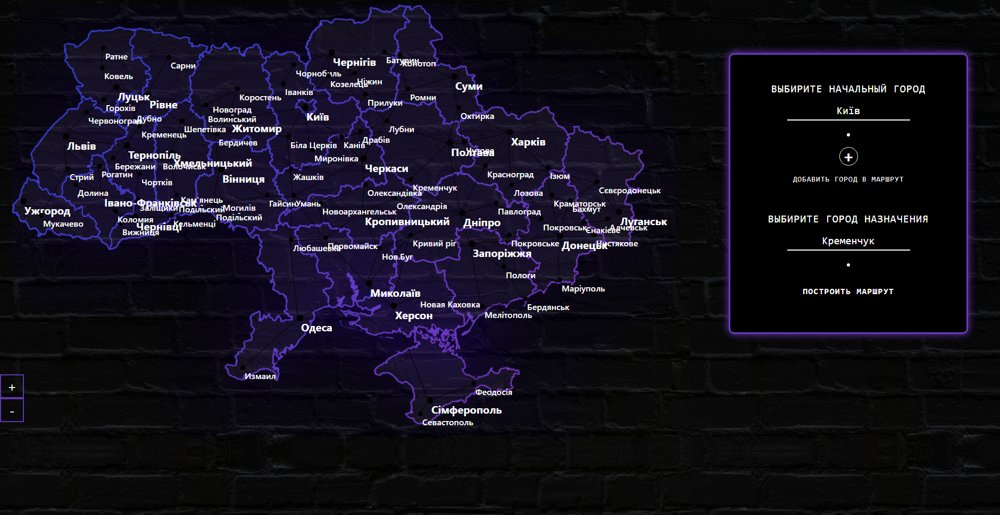 Ратне
Ковель
Сарни
Луцьк
Горохів
Рівне
Червоноград
Дубно
Кременець
Львів
Тернопіль
Бережани
Стрий
Рогатин
Долина
Чортків
Волочиськ
Хмельницький
Вінниця
Шепетівка
Новоград
-
Волинський
Коростень
Житомир
Бердичев
Чорнобиль
Іванків
Чернігів
Козелець
Ніжин
Батурин
Конотоп
Прилуки
Ромни
Суми
Охтирка
Київ
Біла Церків
Канів
Миронівка
Драбів
Лубни
Черкаси
Жашків
Полтава
Чутове
Харків
Красноград
Ізюм
Лозова
Сєвєродонецьк
Кременчук
Олександівка
Олександрія
Ужгород
Мукачево
Івано-Франківськ
Заліщики
Коломия
Чернівці
Вижниця
Кам'янець
-
Подільский
Кельменці
Могилів
-
Подільский
Гайсин
Умань
Новоархангельськ
Кропивницький
Дніпро
Павлоград
Краматорськ
Бахмут
Покровськ
Єнакієве
Алчевськ
Луганськ
Чистякове
Донецьк
Покровське
Запоріжжя
Кривий ріг
Любашевка
Первомайск
Нов.Буг
Пологи
Маріуполь
Бердянськ
Мелітополь
Новая Каховка
Миколаїв
Херсон
Одеса
Измаил
Феодосія
Сімферополь
Севастополь
+
-
ВЫБИРИТЕ НАЧАЛЬНЫЙ ГОРОД
Київ
+
ДОБАВИТЬ ГОРОД В МАРШРУТ
ВЫБИРИТЕ ГОРОД НАЗНАЧЕНИЯ
Кременчук
ПОСТРОИТЬ МАРШРУТ